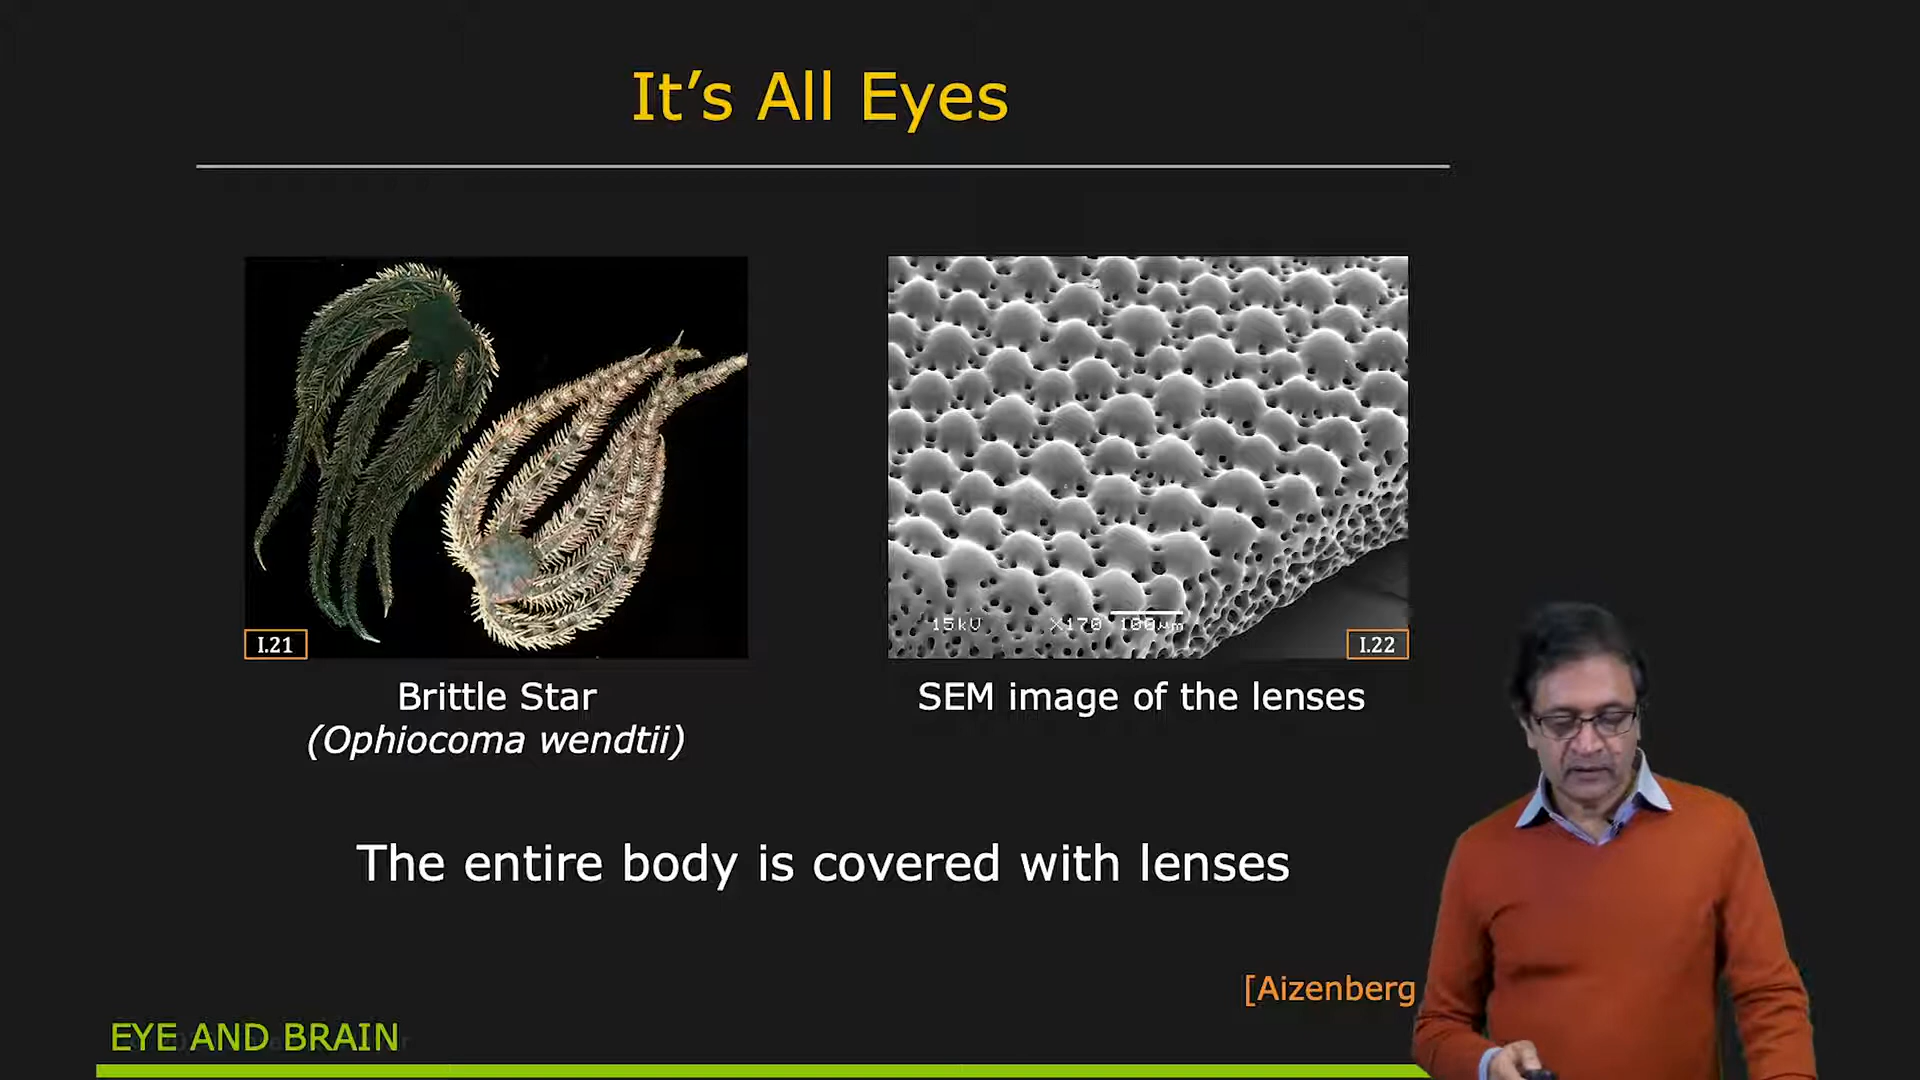 It's All Eyes
15kU X170 100µm
I.21
I.22
Brittle Star
(Ophiocoma wendtii)
SEM image of the lenses
The entire body is covered with lenses
[Aizenberg
EYE AND BRAIN